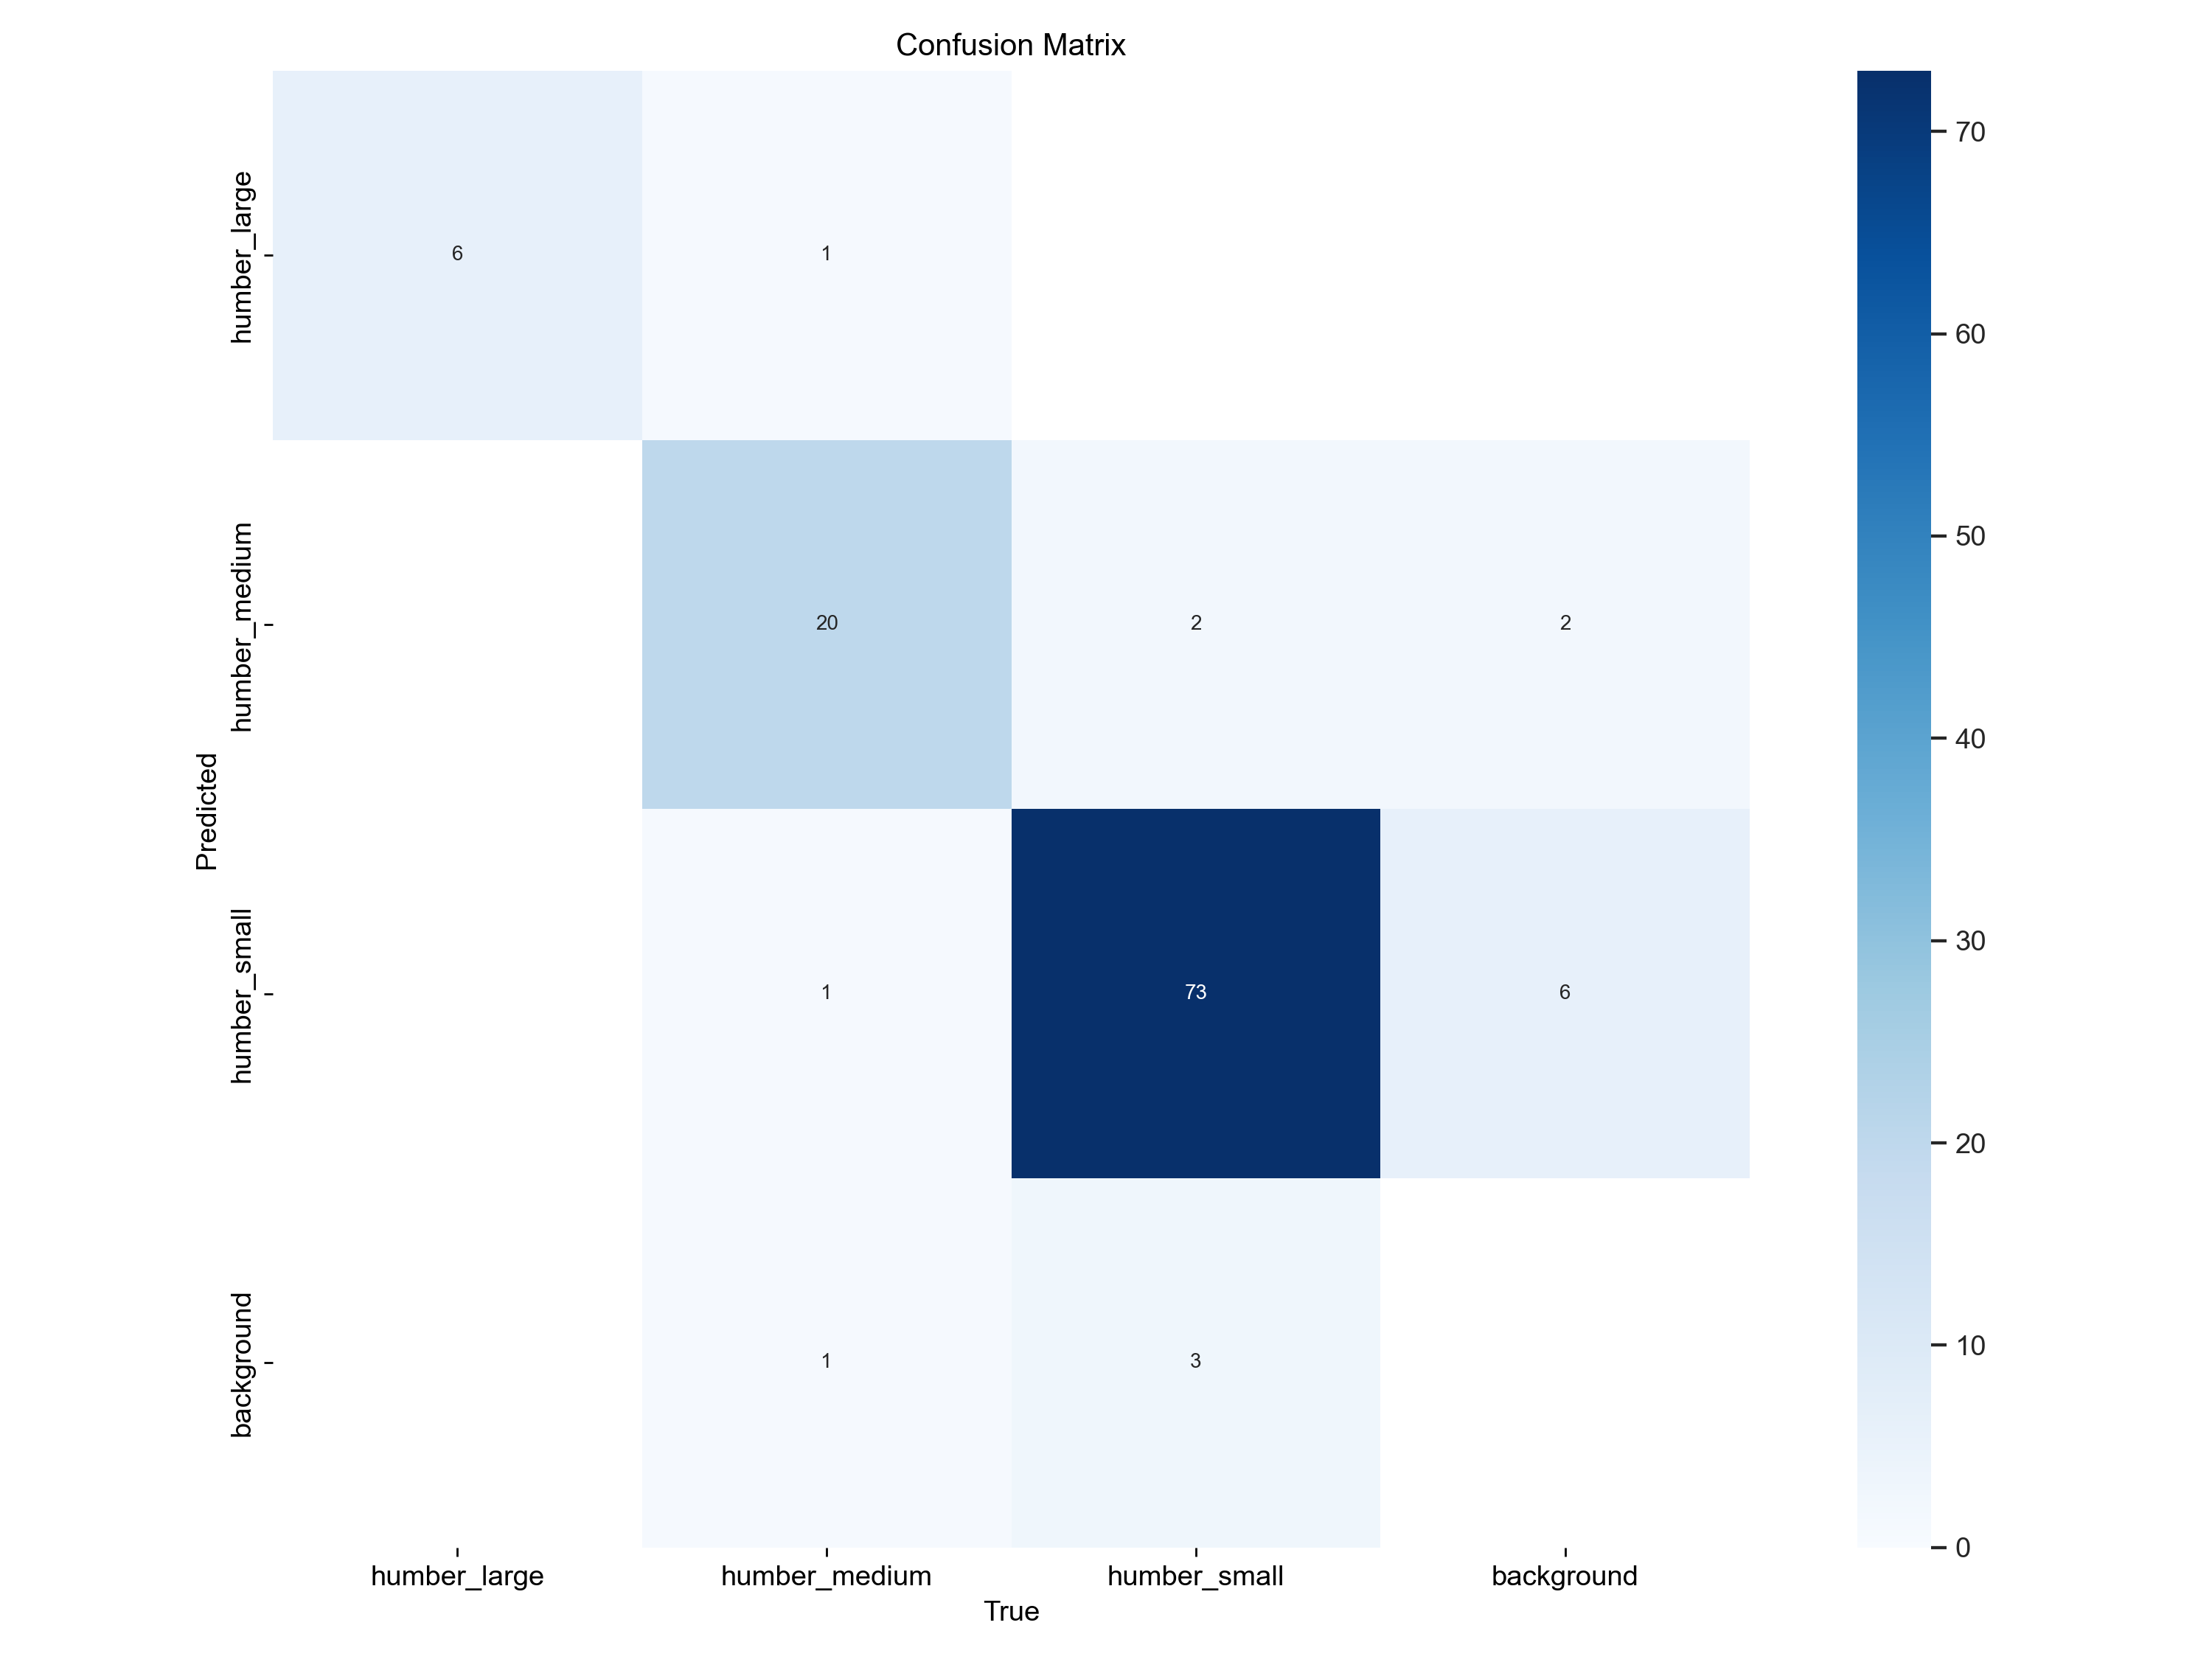 Confusion Matrix
humber_large
humber_medium
humber_small
background
Predicted
6
1
20
2
2
1
73
6
1
3
humber_large
humber_medium
humber_small
background
True
70
60
50
40
30
20
10
0